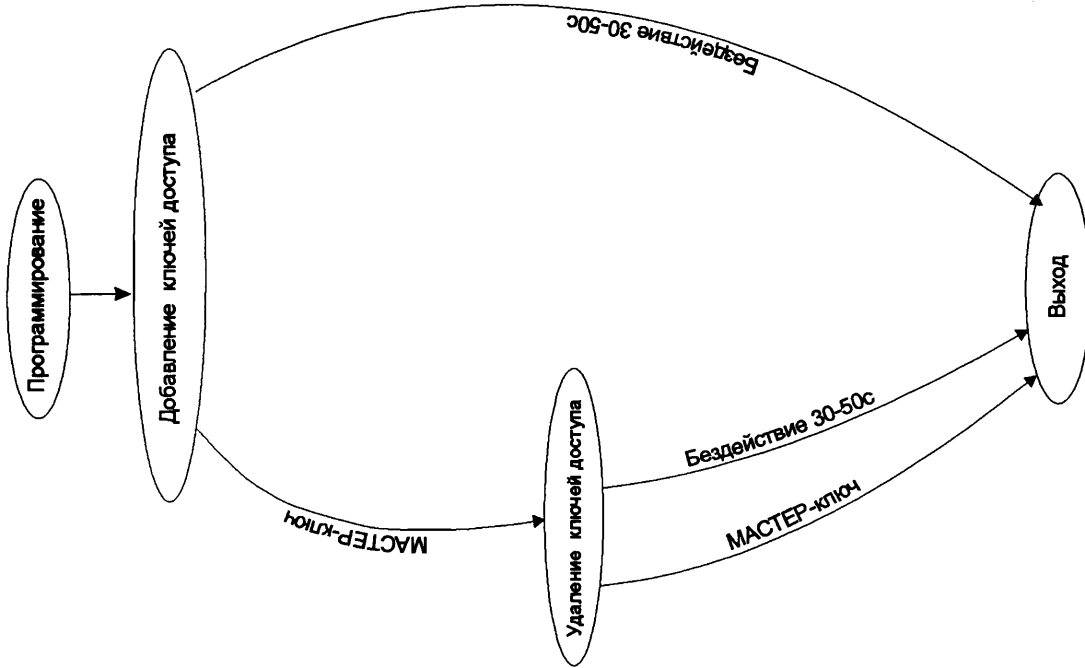 Программирование
Добавление ключей доступа
Бездействие 30-50с
МАСТЕР-ключ
Удаление ключей доступа
Бездействие 30-50с
МАСТЕР-ключ
Выход